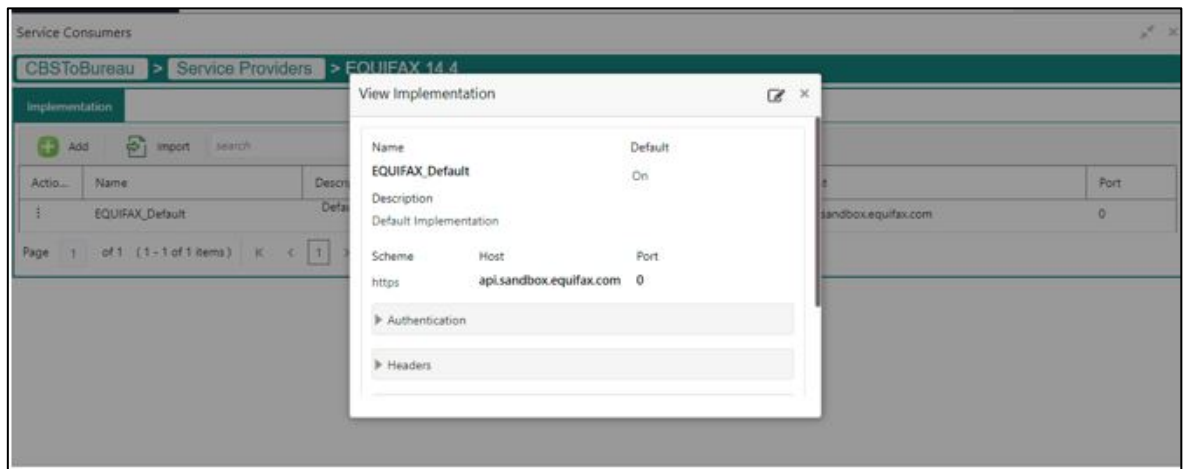 Service Consumers
CBSToBureau > Service Providers > EQUIFAX 14.4
View Implementation
Implementation
Add Import search
Name Default
EQUIFAX_Default On
Description
Default Implementation
Actio... Name Port
EQUIFAX_Default sandbox.equifax.com 0
Page 1 of 1 (1 - 1 of 1 items) K < 1
Scheme Host Port
https api.sandbox.equifax.com 0
Authentication
Headers